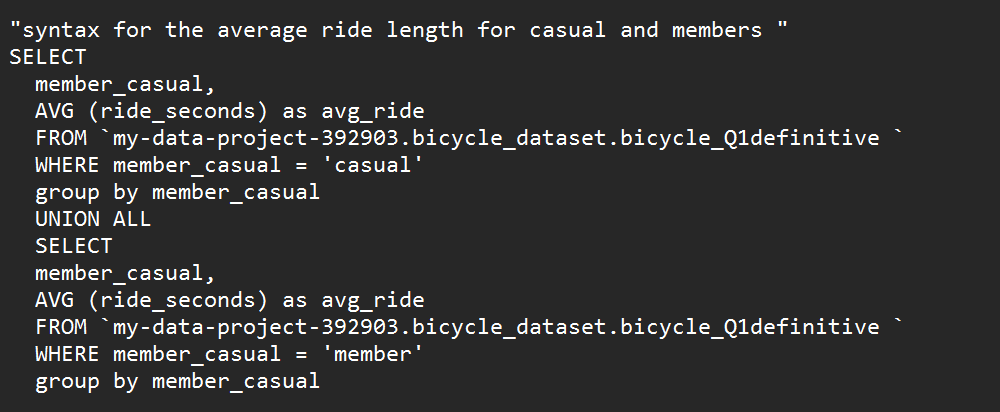 "syntax for the average ride length for casual and members "
SELECT
member_casual,
AVG (ride_seconds) as avg_ride
FROM `my-data-project-392903.bicycle_dataset.bicycle_Q1definitive `
WHERE member_casual = 'casual'
group by member_casual
UNION ALL
SELECT
member_casual,
AVG (ride_seconds) as avg_ride
FROM `my-data-project-392903.bicycle_dataset.bicycle_Q1definitive `
WHERE member_casual = 'member'
group by member_casual